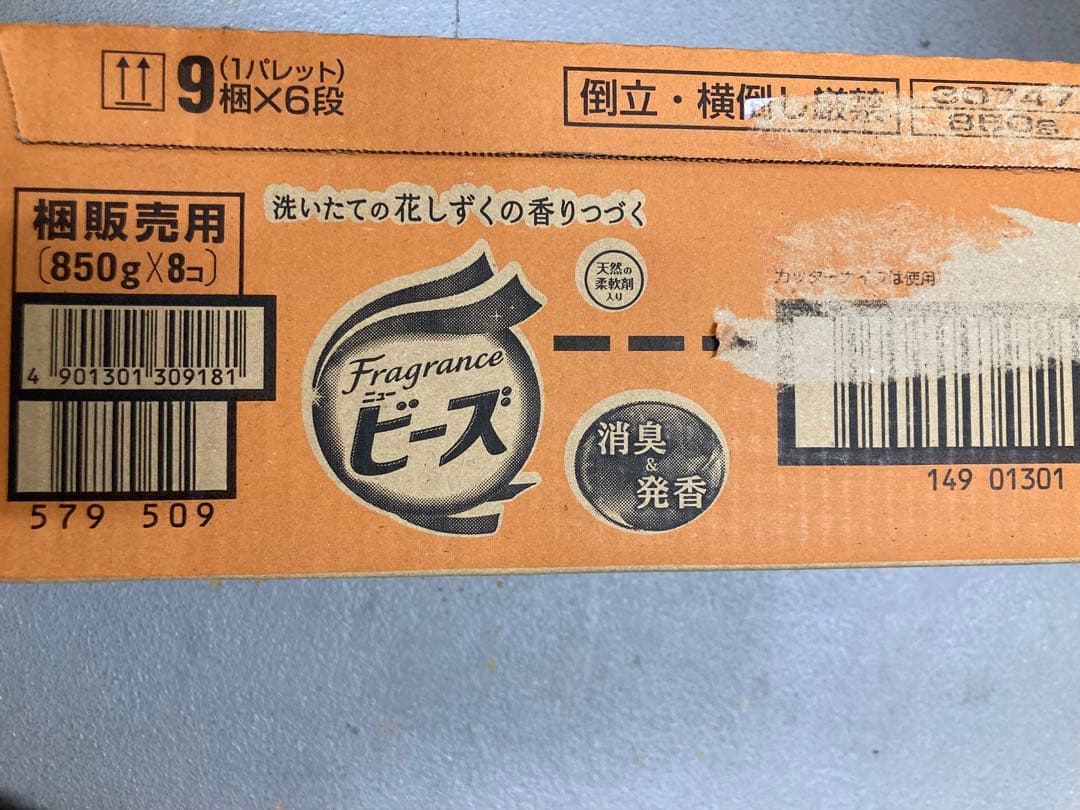 9梱×6段
(1パレット)
倒立・横倒し厳禁
30747
850g
梱販売用
〔850g×8コ〕
4 901301 309181
579 509
洗いたての花しずくの香りつづく
天然の
柔軟剤
入り
Fragrance
ニュー
ビーズ
消臭
&
発香
カッターナイフは使用
149 01301